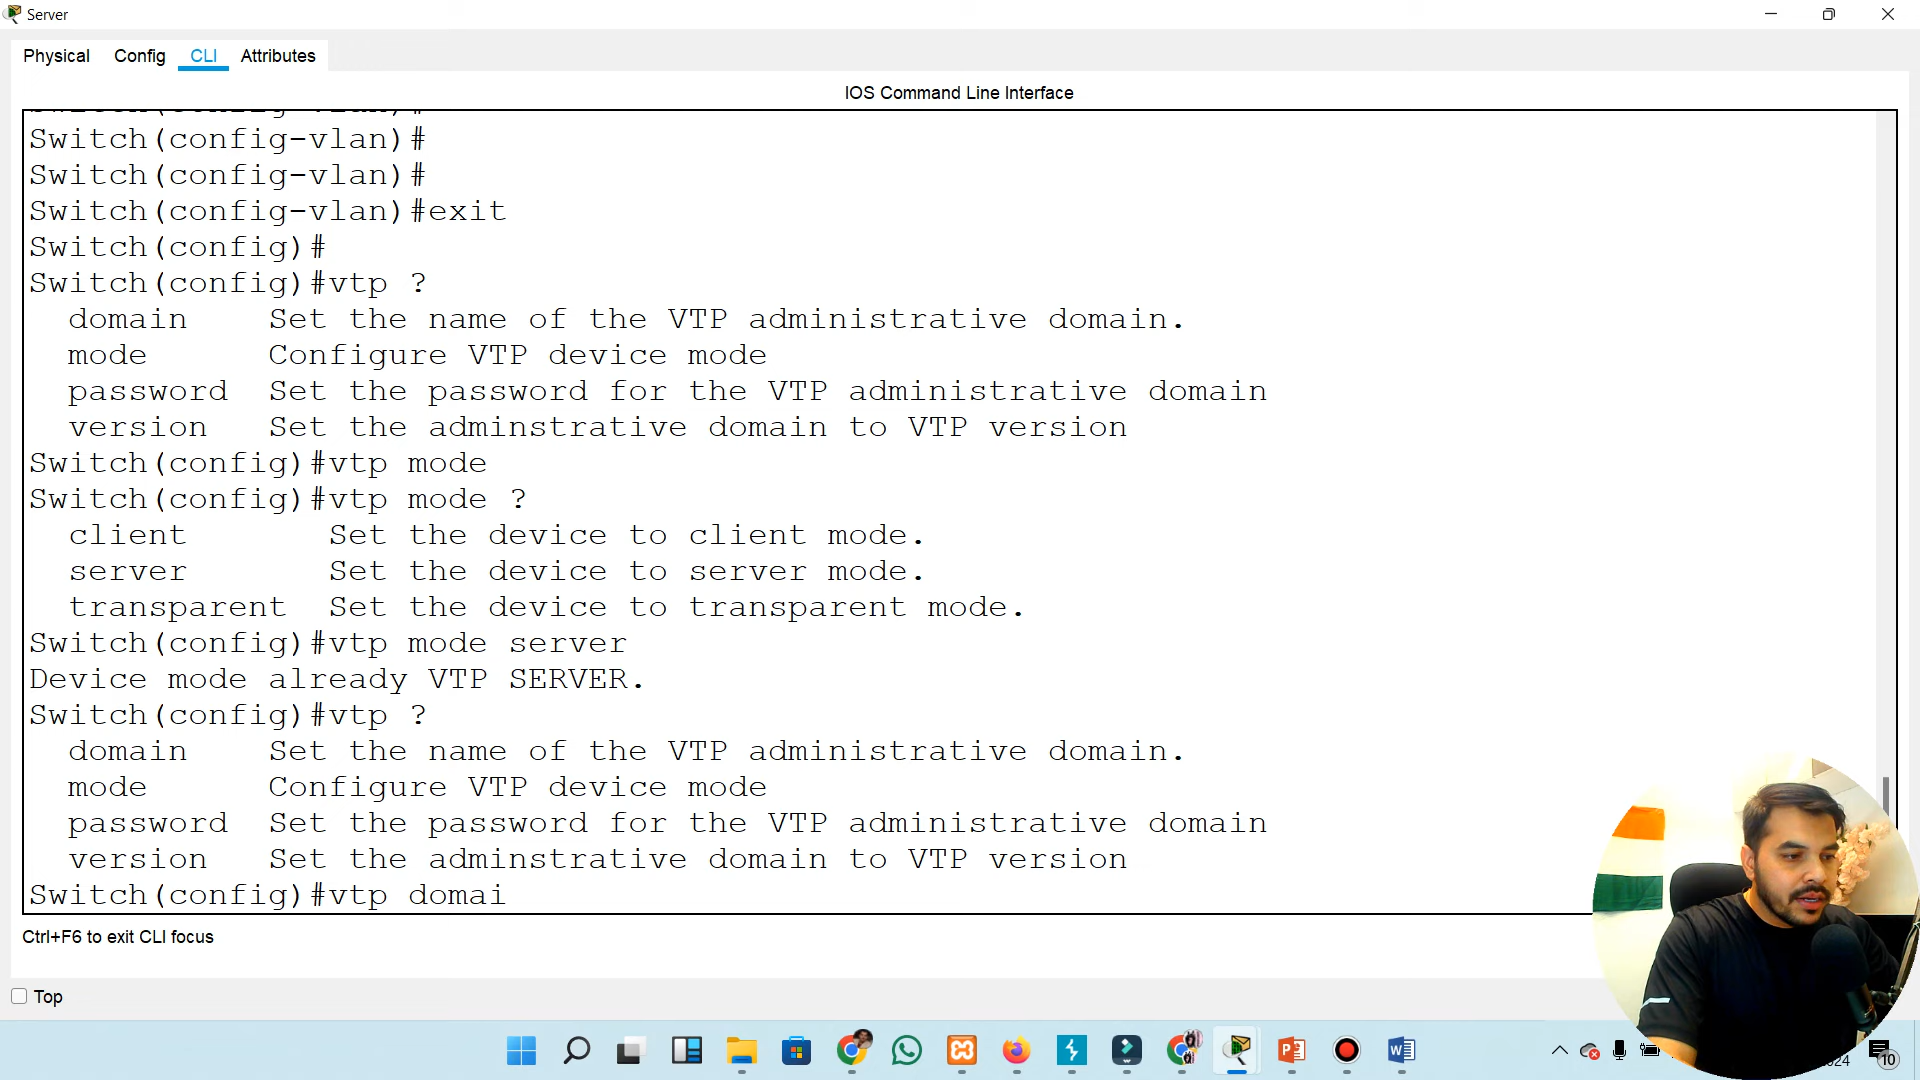 Server
Physical Config CLI Attributes
IOS Command Line Interface
Switch(config-vlan)#
Switch(config-vlan)#
Switch(config-vlan)#
Switch(config-vlan)#exit
Switch(config)#
Switch(config)#vtp ?
domain Set the name of the VTP administrative domain.
mode Configure VTP device mode
password Set the password for the VTP administrative domain
version Set the adminstrative domain to VTP version
Switch(config)#vtp mode
Switch(config)#vtp mode ?
client Set the device to client mode.
server Set the device to server mode.
transparent Set the device to transparent mode.
Switch(config)#vtp mode server
Device mode already VTP SERVER.
Switch(config)#vtp ?
domain Set the name of the VTP administrative domain.
mode Configure VTP device mode
password Set the password for the VTP administrative domain
version Set the adminstrative domain to VTP version
Switch(config)#vtp domai
Ctrl+F6 to exit CLI focus
Top
10